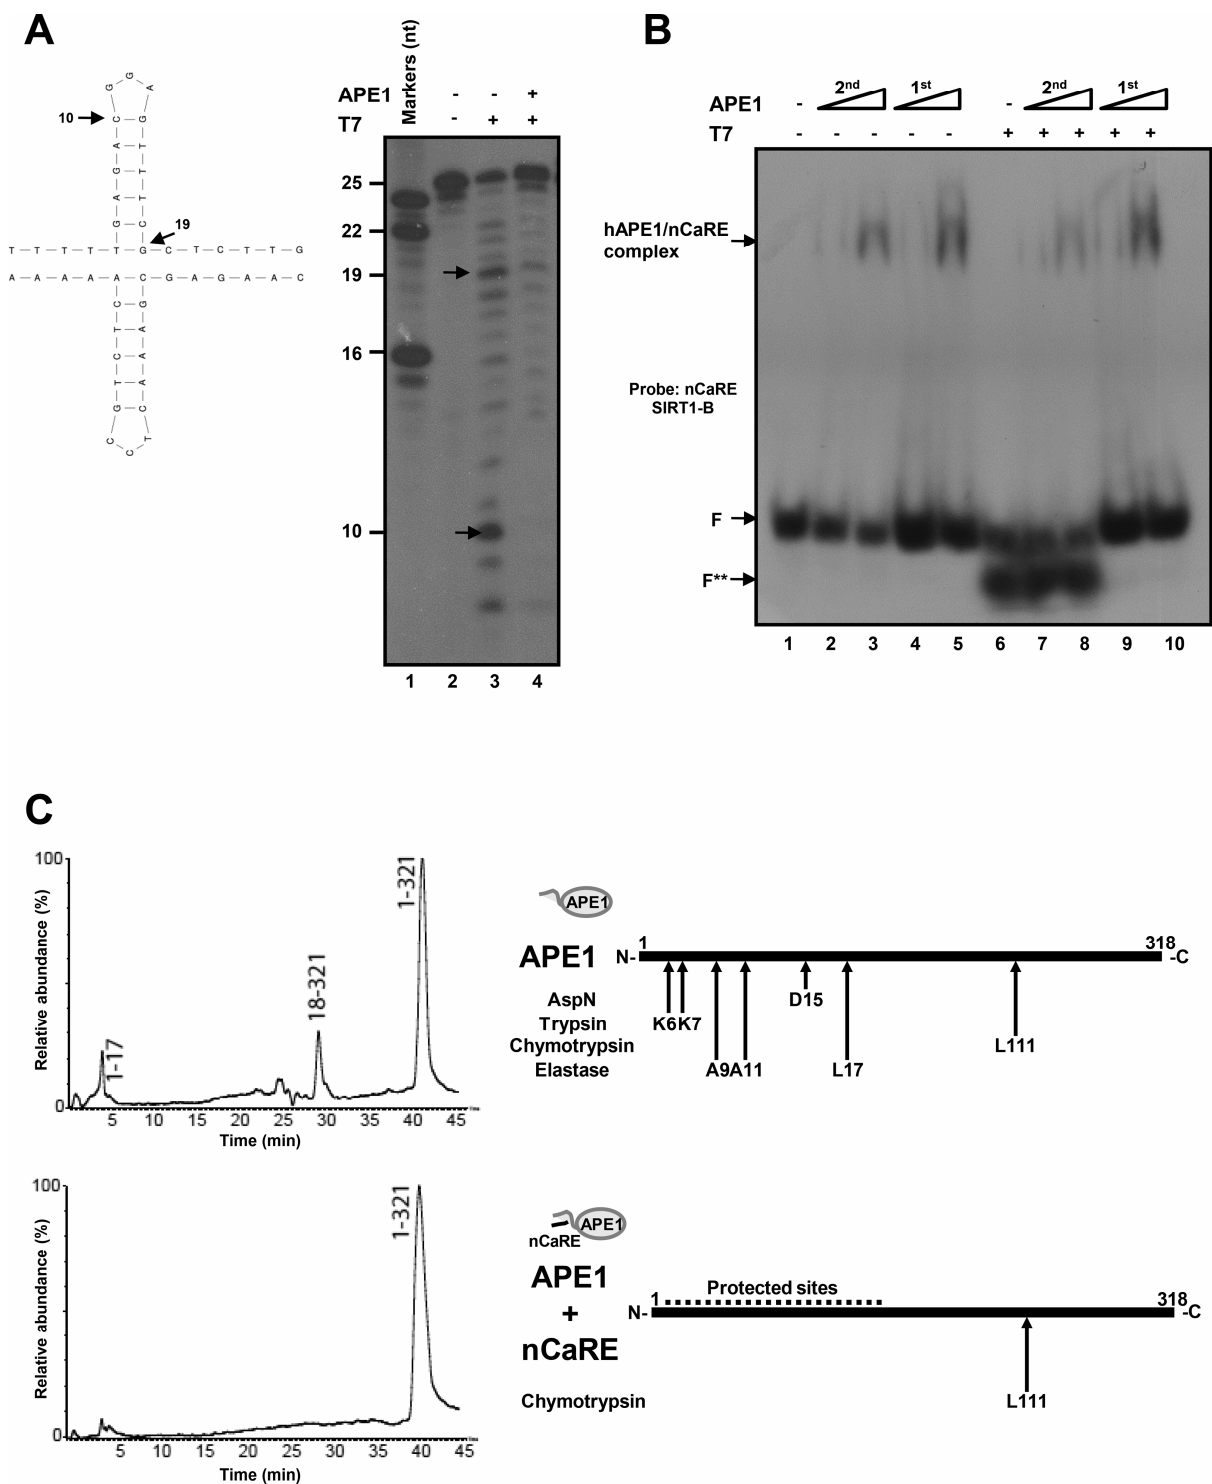 A
Markers (nt)
APE1 - - +
T7 - + +
25
22
19
16
10
1 2 3 4
10
19
G
G A
C G
A T
G T
A T
G C
T T T T T T G C T C T T G
A A A A A A C G A G A A C
C G
T A
C A
T A
G C
C T
C
B
2nd 1st 2nd 1st
APE1 - -
T7 - - - - - + + + + +
hAPE1/nCaRE
complex
Probe: nCaRE
SIRT1-B
F
F**
1 2 3 4 5 6 7 8 9 10
C
Relative abundance (%)
100
0
1-17
18-321
1-321
5 10 15 20 25 30 35 40 45
Time (min)
APE1
APE1
N- 1 318 -C
AspN D15
Trypsin K6 K7
Chymotrypsin L111
Elastase A9 A11 L17
Relative abundance (%)
100
0
1-321
5 10 15 20 25 30 35 40 45
Time (min)
APE1
nCaRE
APE1
+
nCaRE
Protected sites
N- 1 318 -C
Chymotrypsin L111